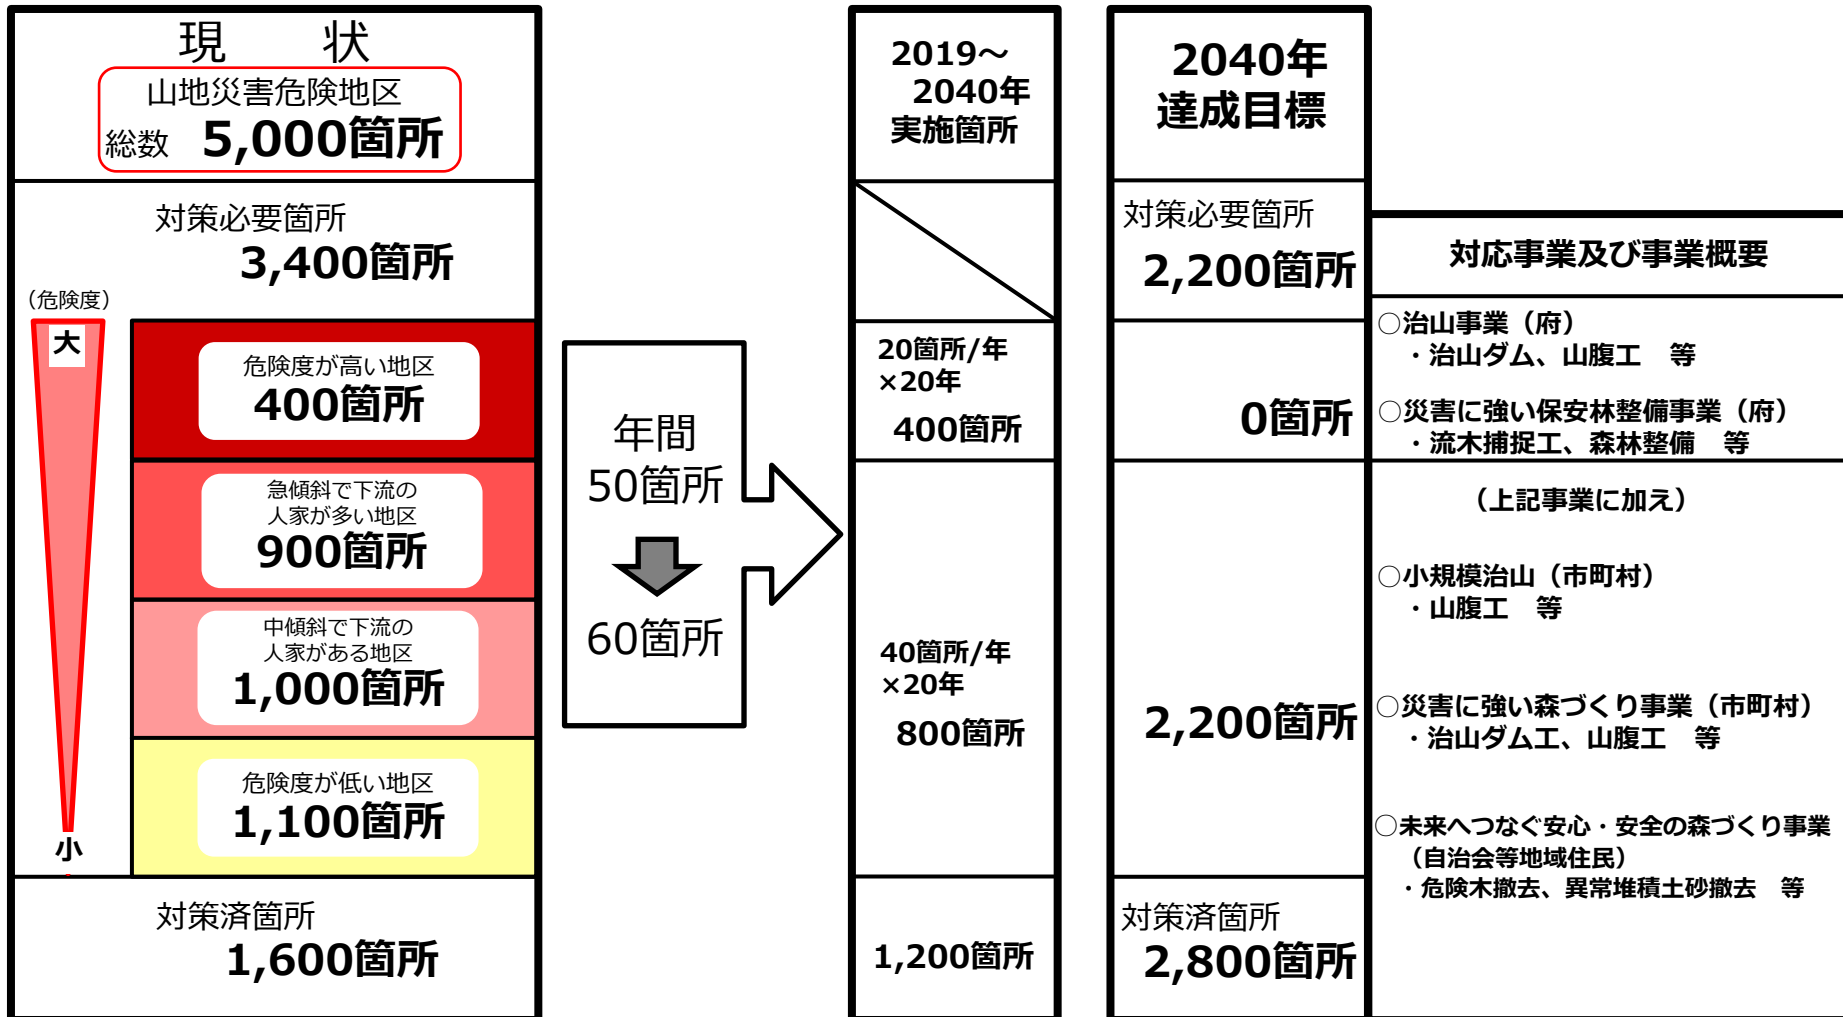 現　状
山地災害危険地区
総数 5,000箇所
対策必要箇所
3,400箇所
（危険度）
大
小
危険度が高い地区
400箇所
急傾斜で下流の
人家が多い地区
900箇所
中傾斜で下流の
人家がある地区
1,000箇所
危険度が低い地区
1,100箇所
対策済箇所
1,600箇所
年間
50箇所
60箇所
2019～
2040年
実施箇所
20箇所/年
×20年
400箇所
40箇所/年
×20年
800箇所
1,200箇所
2040年
達成目標
対策必要箇所
2,200箇所
0箇所
2,200箇所
対策済箇所
2,800箇所
対応事業及び事業概要
○治山事業（府）
・治山ダム、山腹工　等
○災害に強い保安林整備事業（府）
・流木捕捉工、森林整備　等
（上記事業に加え）
○小規模治山（市町村）
・山腹工　等
○災害に強い森づくり事業（市町村）
・治山ダム工、山腹工　等
○未来へつなぐ安心・安全の森づくり事業
（自治会等地域住民）
・危険木撤去、異常堆積土砂撤去　等